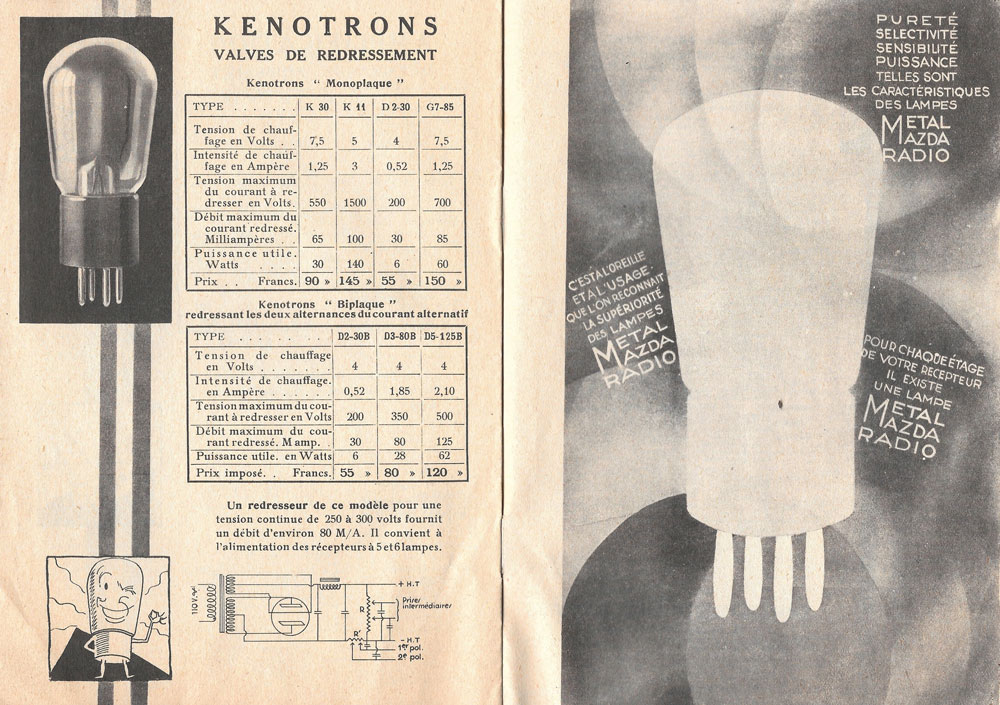 KENOTRONS
VALVES DE REDRESSEMENT
Kenotrons “ Monoplaque ”
TYPE . . . . . . . K 30 K 11 D 2-30 G7-85
Tension de chauf-
fage en Volts . . 7,5 5 4 7,5
Intensité de chauf-
fage en Ampère 1,25 3 0,52 1,25
Tension maximum
du courant à re-
dresser en Volts. 550 1500 200 700
Débit maximum du
courant redressé.
Milliampères . . 65 100 30 85
Puissance utile.
Watts . . . . 30 140 6 60
Prix . . Francs. 90 » 145 » 55 » 150 »
Kenotrons “ Biplaque ”
redressant les deux alternances du courant alternatif
TYPE . . . . . . . . D2-30B D3-80B D5-125B
Tension de chauffage
en Volts . . . . . . . 4 4 4
Intensité de chauffage.
en Ampère . . . . . . 0,52 1,85 2,10
Tension maximum du cou-
rant à redresser en Volts 200 350 500
Débit maximum du cou-
rant redressé. M amp. . 30 80 125
Puissance utile. en Watts 6 28 62
Prix imposé. . Francs. 55 » 80 » 120 »
Un redresseur de ce modèle pour une
tension continue de 250 à 300 volts fournit
un débit d'environ 80 M/A. Il convient à
l'alimentation des récepteurs à 5 et 6 lampes.
110 V.
+ H.T
Prises
intermédiaires
R
R'
- H.T
1er pol.
2e pol.
PURETÉ
SELECTIVITÉ
SENSIBILITÉ
PUISSANCE
TELLES SONT
LES CARACTÉRISTIQUES
DES LAMPES
METAL
MAZDA
RADIO
C'EST A L'OREILLE
ET A L'USAGE
QUE L'ON RECONNAIT
LA SUPÉRIORITÉ
DES LAMPES
METAL
MAZDA
RADIO
POUR CHAQUE ÉTAGE
DE VOTRE RECEPTEUR
IL EXISTE
UNE LAMPE
METAL
MAZDA
RADIO